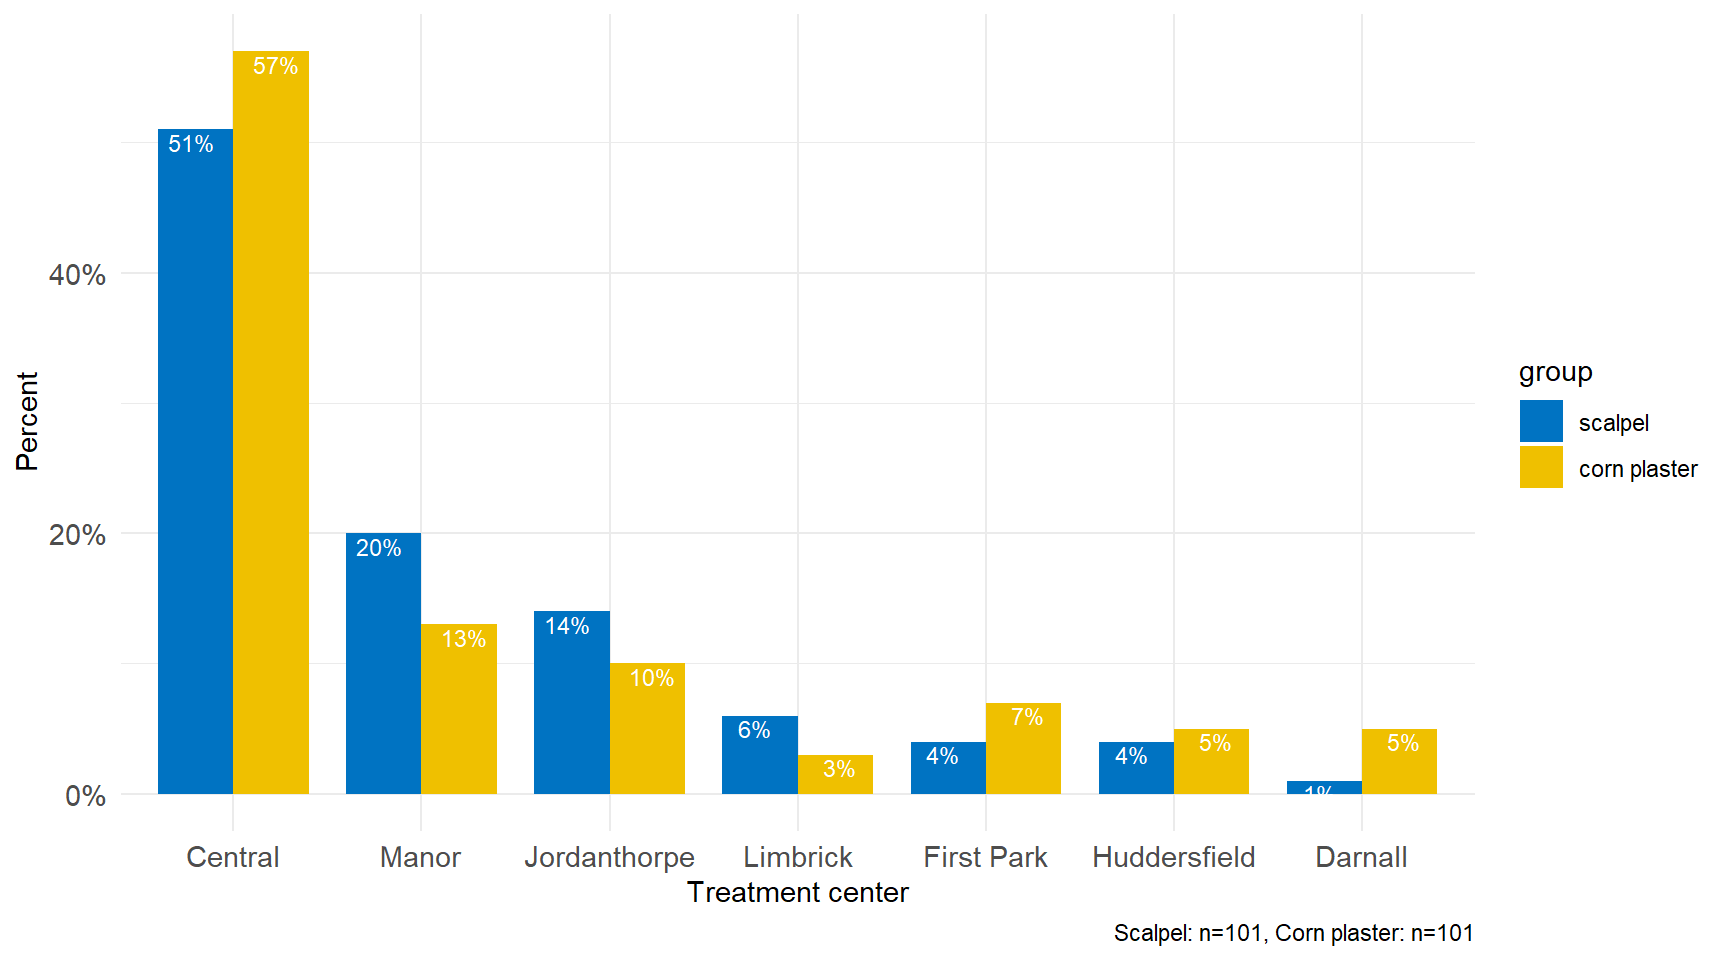 57%
51%
40%
20%
20%
13%
14%
10%
6%
3%
4%
7%
4%
5%
1%
5%
0%
Percent
Central Manor Jordanthorpe Limbrick First Park Huddersfield Darnall
Treatment center
Scalpel: n=101, Corn plaster: n=101
group
scalpel
corn plaster